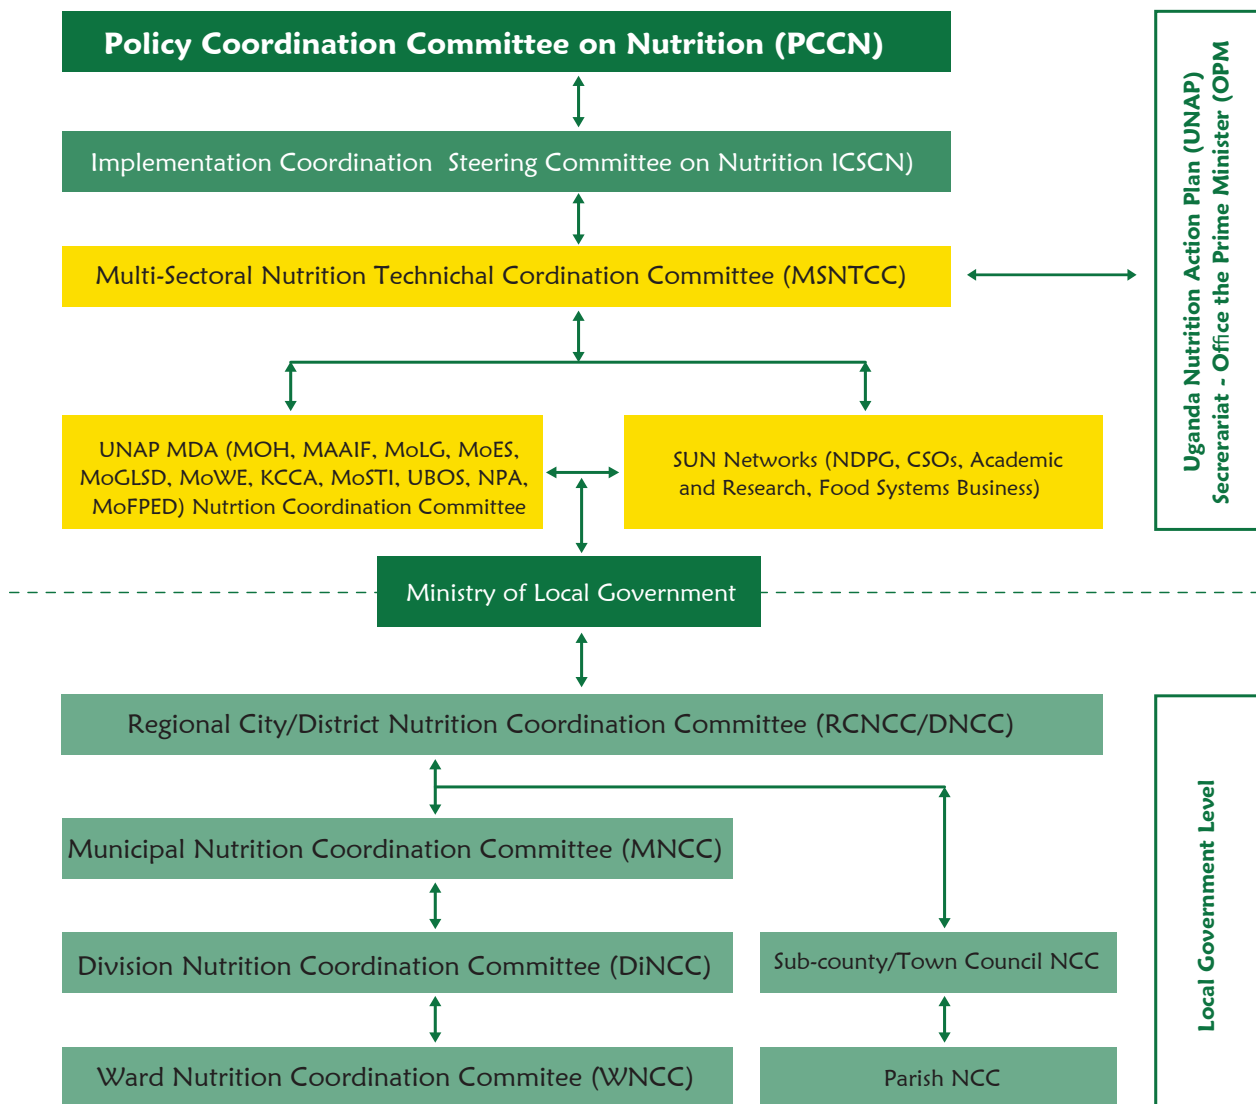 Policy Coordination Committee on Nutrition (PCCN)
Implementation Coordination  Steering Committee on Nutrition ICSCN)
Multi-Sectoral Nutrition Technichal Cordination Committee (MSNTCC)
UNAP MDA (MOH, MAAIF, MoLG, MoES,
MoGLSD, MoWE, KCCA, MoSTI, UBOS, NPA,
MoFPED) Nutrtion Coordination Committee
SUN Networks (NDPG, CSOs, Academic
and Research, Food Systems Business)
Uganda Nutrition Action Plan (UNAP)
Secrerariat - Office the Prime Minister (OPM
Ministry of Local Government
Regional City/District Nutrition Coordination Committee (RCNCC/DNCC)
Municipal Nutrition Coordination Committee (MNCC)
Division Nutrition Coordination Committee (DiNCC)
Sub-county/Town Council NCC
Ward Nutrition Coordination Commitee (WNCC)
Parish NCC
Local Government Level